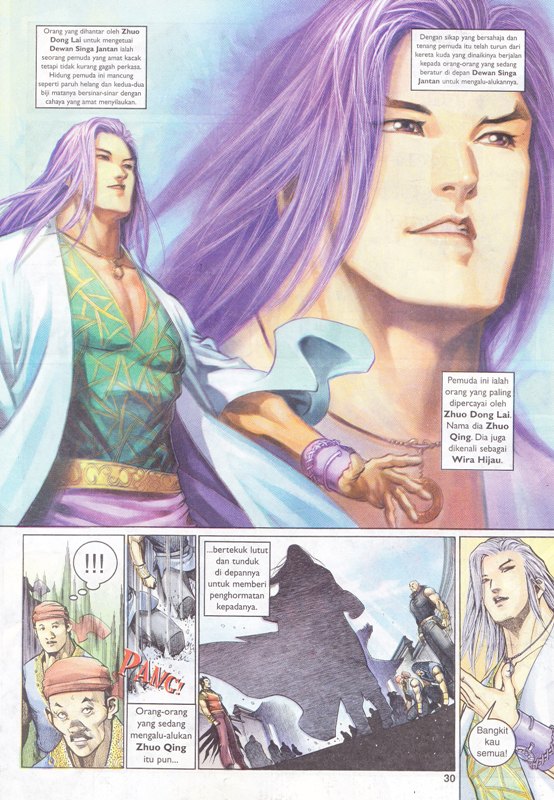 Orang yang dihantar oleh Zhuo
Dong Lai untuk mengetuai
Dewan Singa Jantan ialah
seorang pemuda yang amat kacak
tetapi tidak kurang gagah perkasa.
Hidung pemuda ini mancung
seperti paruh helang dan kedua-dua
biji matanya bersinar-sinar dengan
cahaya yang amat menyilaukan.
Dengan sikap yang bersahaja dan
tenang pemuda itu telah turun dari
kereta kuda yang dinaikinya berjalan
kepada orang-orang yang sedang
beratur di depan Dewan Singa
Jantan untuk mengalu-alukannya.
Pemuda ini ialah
orang yang paling
dipercayai oleh
Zhuo Dong Lai.
Nama dia Zhuo
Qing. Dia juga
dikenali sebagai
Wira Hijau.
!!!
PANG!
Orang-orang
yang sedang
mengalu-alukan
Zhuo Qing
itu pun...
...bertekuk lutut
dan tunduk
di depannya
untuk memberi
penghormatan
kepadanya.
Bangkit
kau
semua!
30